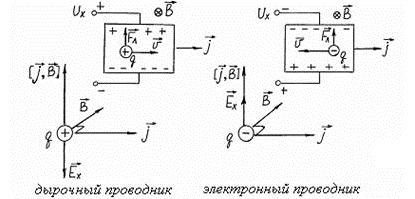 Uₓ + ⊗B⃗
+ + F⃗л + +
+ υ⃗ j⃗
q
− − − − −
−
[j⃗,B⃗]
B⃗
q + j⃗
E⃗ₓ
дырочный проводник
Uₓ − ⊗B⃗
− − F⃗л − −
υ⃗ − j⃗
q
+ + + + +
+
[j⃗,B⃗]
E⃗ₓ B⃗
q − j⃗
электронный проводник